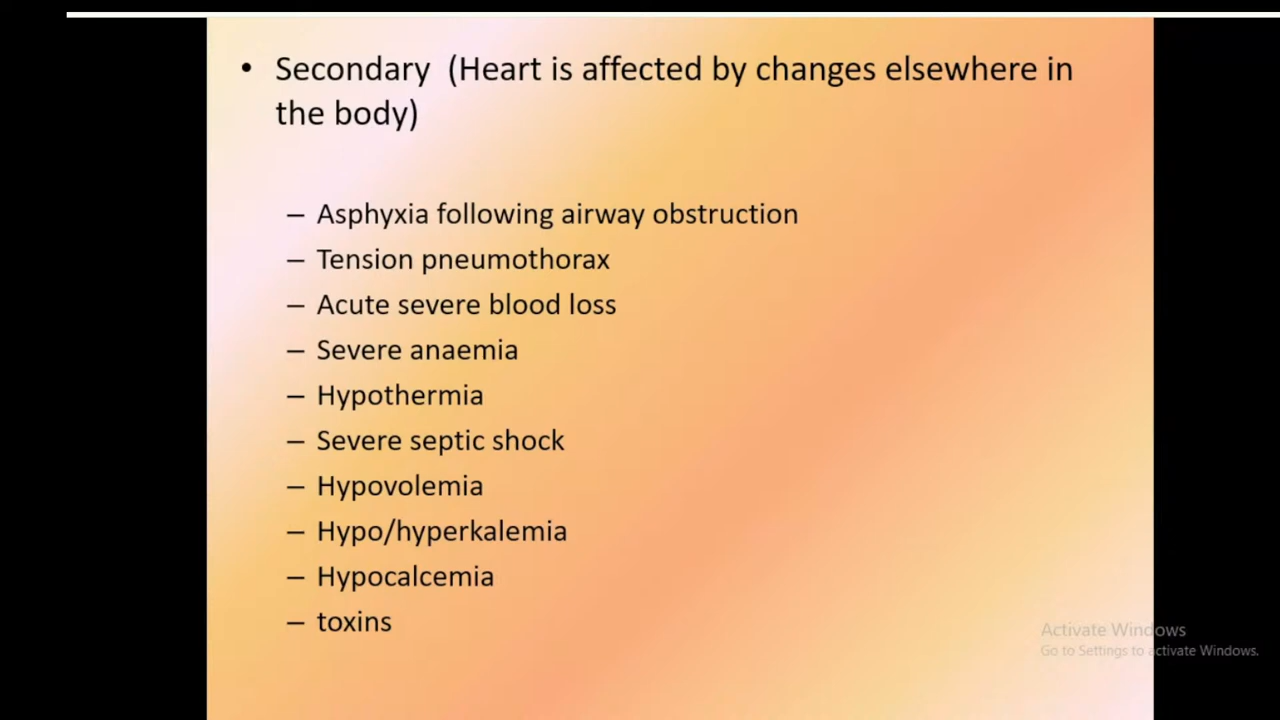 • Secondary (Heart is affected by changes elsewhere in
the body)
– Asphyxia following airway obstruction
– Tension pneumothorax
– Acute severe blood loss
– Severe anaemia
– Hypothermia
– Severe septic shock
– Hypovolemia
– Hypo/hyperkalemia
– Hypocalcemia
– toxins
Activate Windows
Go to Settings to activate Windows.